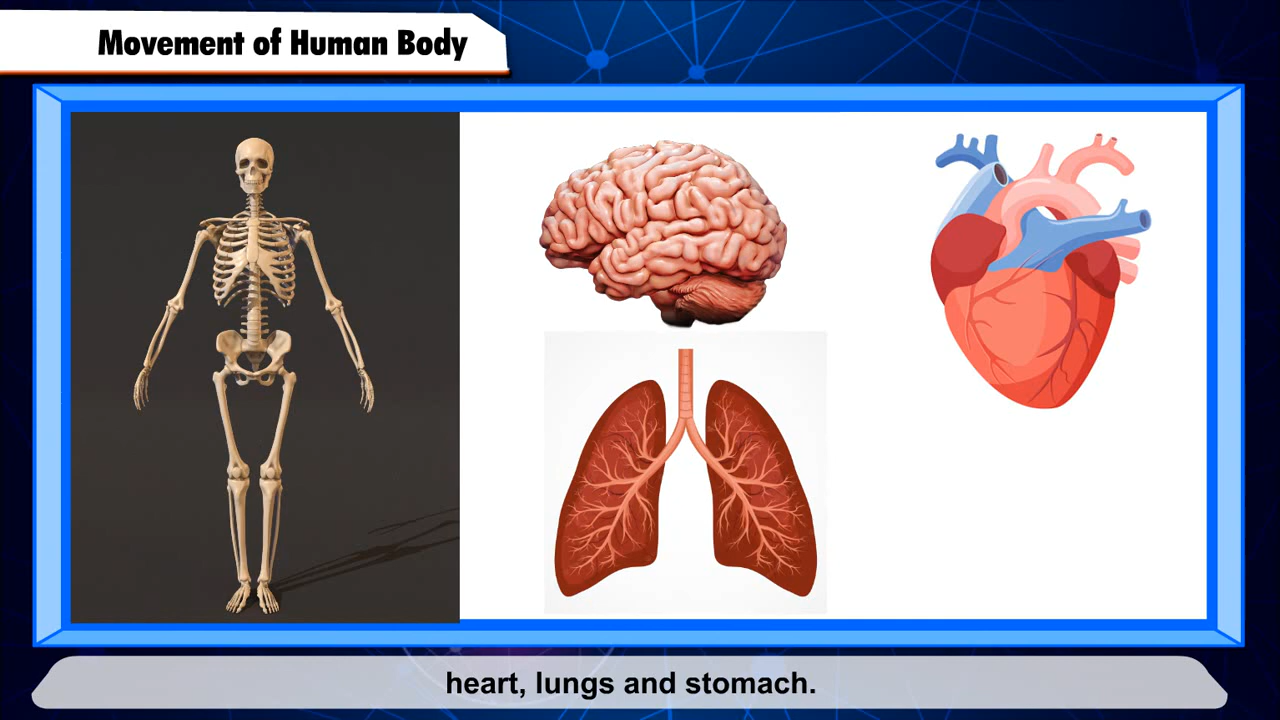 Movement of Human Body
heart, lungs and stomach.